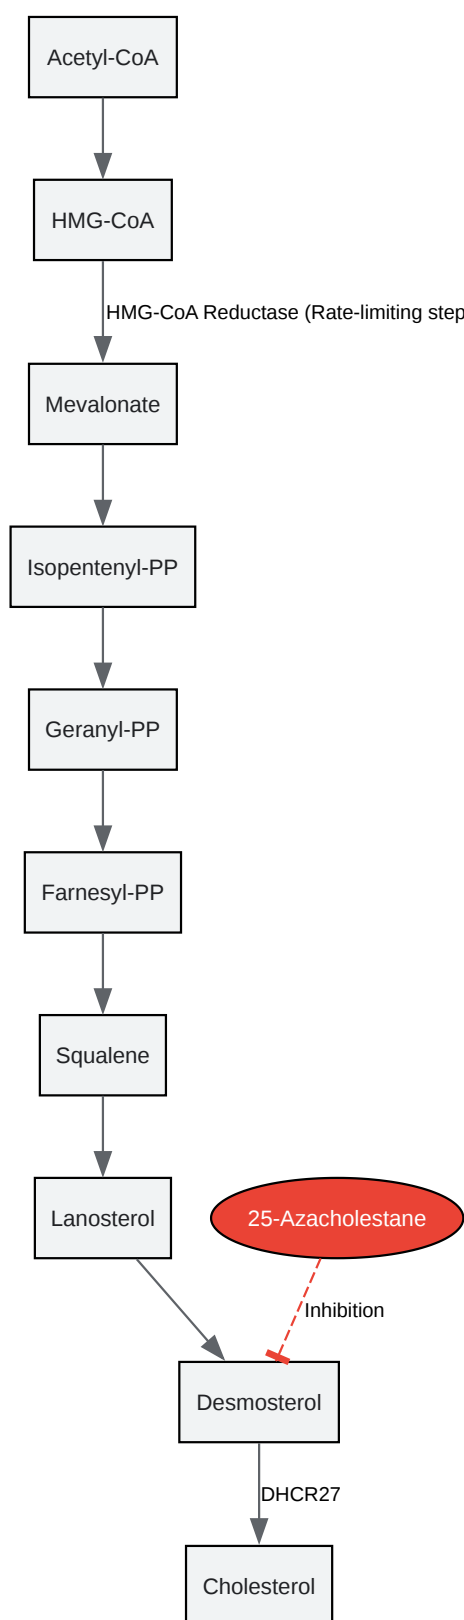 Acetyl-CoA
HMG-CoA
HMG-CoA Reductase (Rate-limiting step
Mevalonate
Isopentenyl-PP
Geranyl-PP
Farnesyl-PP
Squalene
Lanosterol
25-Azacholestane
Inhibition
Desmosterol
DHCR27
Cholesterol